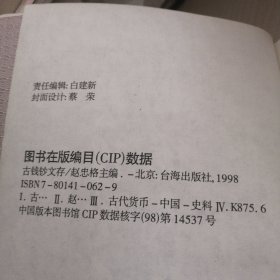 责任编辑:白建新
封面设计:蔡 荣
图书在版编目(CIP)数据
古钱钞文存/赵忠格主编.-北京:台海出版社,1998
ISBN7-80141-062-9
Ⅰ.古… Ⅱ.赵… Ⅲ.古代货币-中国-史料 Ⅳ.K875.6
中国版本图书馆 CIP 数据核字(98)第 14537 号